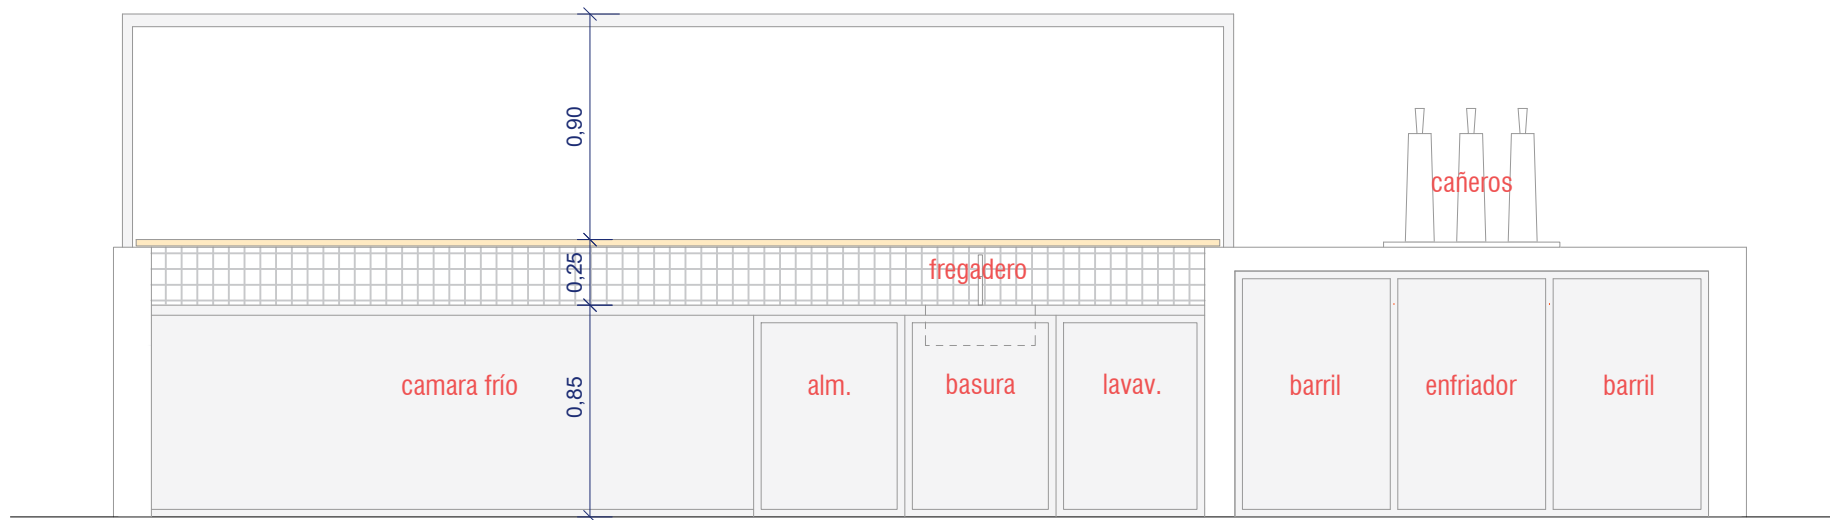 0,90
cañeros
0,25
fregadero
camara frío
0,85
alm.
basura
lavav.
barril
enfriador
barril